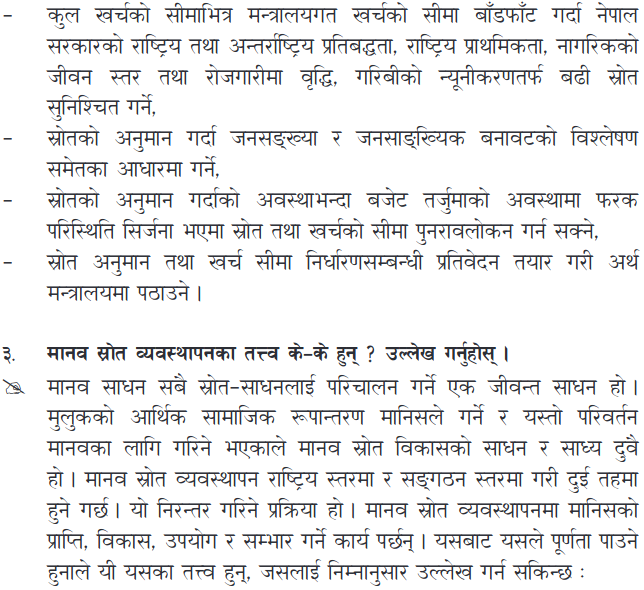 – कुल खर्चको सीमाभित्र मन्त्रालयगत खर्चको सीमा बाँडफाँट गर्दा नेपाल
सरकारको राष्ट्रिय तथा अन्तर्राष्ट्रिय प्रतिबद्धता, राष्ट्रिय प्राथमिकता, नागरिकको
जीवन स्तर तथा रोजगारीमा वृद्धि, गरिबीको न्यूनीकरणतर्फ बढी स्रोत
सुनिश्चित गर्ने,
– स्रोतको अनुमान गर्दा जनसङ्ख्या र जनसाङ्ख्यिक बनावटको विश्लेषण
समेतका आधारमा गर्ने,
– स्रोतको अनुमान गर्दाको अवस्थाभन्दा बजेट तर्जुमाको अवस्थामा फरक
परिस्थिति सिर्जना भएमा स्रोत तथा खर्चको सीमा पुनरावलोकन गर्न सक्ने,
– स्रोत अनुमान तथा खर्च सीमा निर्धारणसम्बन्धी प्रतिवेदन तयार गरी अर्थ
मन्त्रालयमा पठाउने ।
३. मानव स्रोत व्यवस्थापनका तत्त्व के–के हुन् ? उल्लेख गर्नुहोस् ।
मानव साधन सबै स्रोत–साधनलाई परिचालन गर्ने एक जीवन्त साधन हो ।
मुलुकको आर्थिक सामाजिक रूपान्तरण मानिसले गर्ने र यस्तो परिवर्तन
मानवका लागि गरिने भएकाले मानव स्रोत विकासको साधन र साध्य दुवै
हो । मानव स्रोत व्यवस्थापन राष्ट्रिय स्तरमा र सङ्गठन स्तरमा गरी दुई तहमा
हुने गर्छ । यो निरन्तर गरिने प्रक्रिया हो । मानव स्रोत व्यवस्थापनमा मानिसको
प्राप्ति, विकास, उपयोग र सम्भार गर्ने कार्य पर्छन् । यसबाट यसले पूर्णता पाउने
हुनाले यी यसका तत्त्व हुन्, जसलाई निम्नानुसार उल्लेख गर्न सकिन्छ :